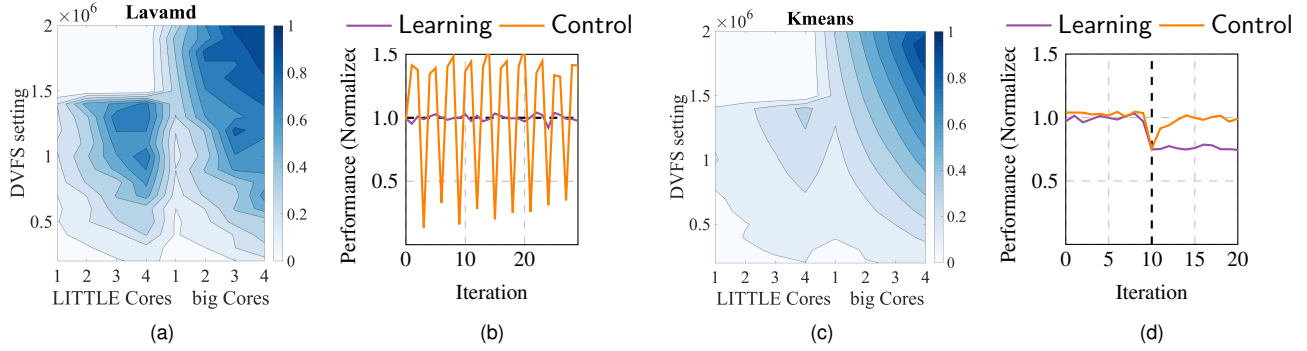 Lavamd
× 10^6
2
1.5
1
0.5
DVFS setting
1 2 3 4 1 2 3 4
LITTLE Cores big Cores
1
0.8
0.6
0.4
0.2
0
(a)
Learning Control
Performance (Normalized
1.5
1.0
0.5
0 10 20
Iteration
(b)
Kmeans
× 10^6
2
1.5
1
0.5
DVFS setting
1 2 3 4 1 2 3 4
LITTLE Cores big Cores
1
0.8
0.6
0.4
0.2
0
(c)
Learning Control
Performance (Normalized
1.5
1.0
0.5
0 5 10 15 20
Iteration
(d)